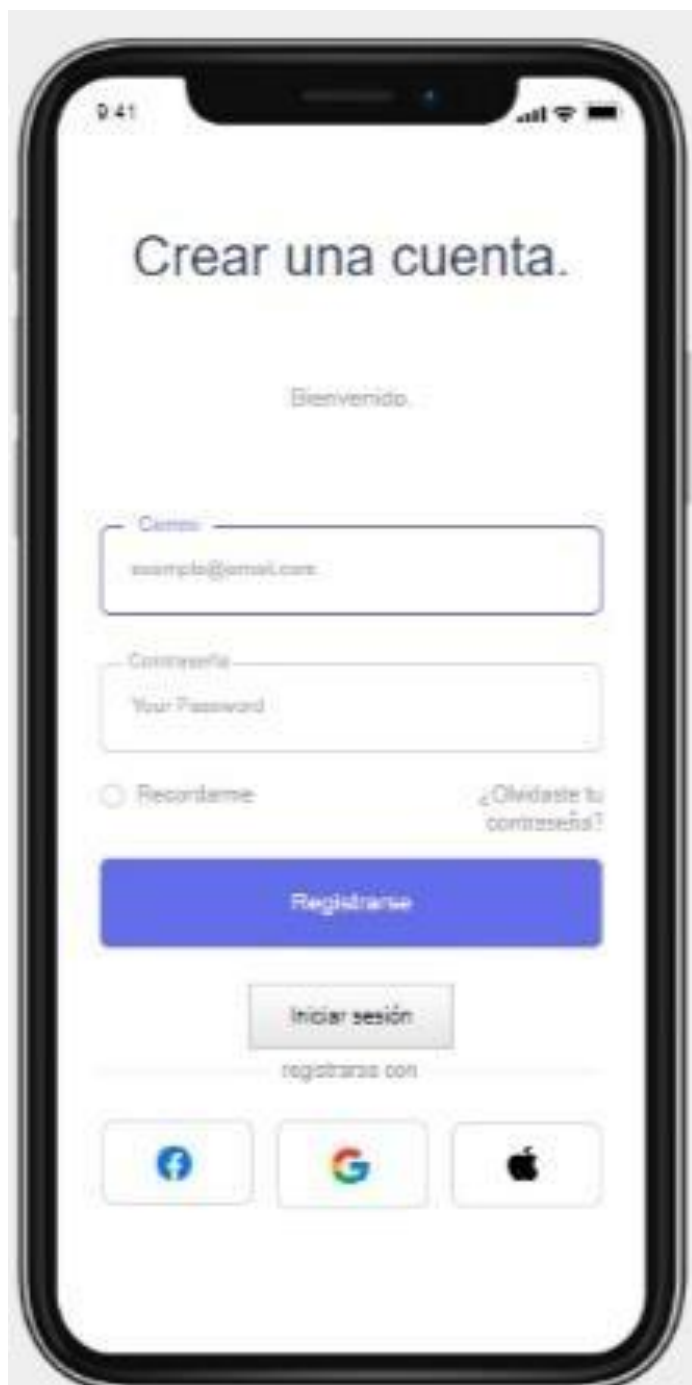 9:41
Crear una cuenta.
Bienvenido.
Correo
example@gmail.com
Contraseña
Your Password
Recordarme
¿Olvidaste tu
contraseña?
Registrarse
Iniciar sesión
registrarse con